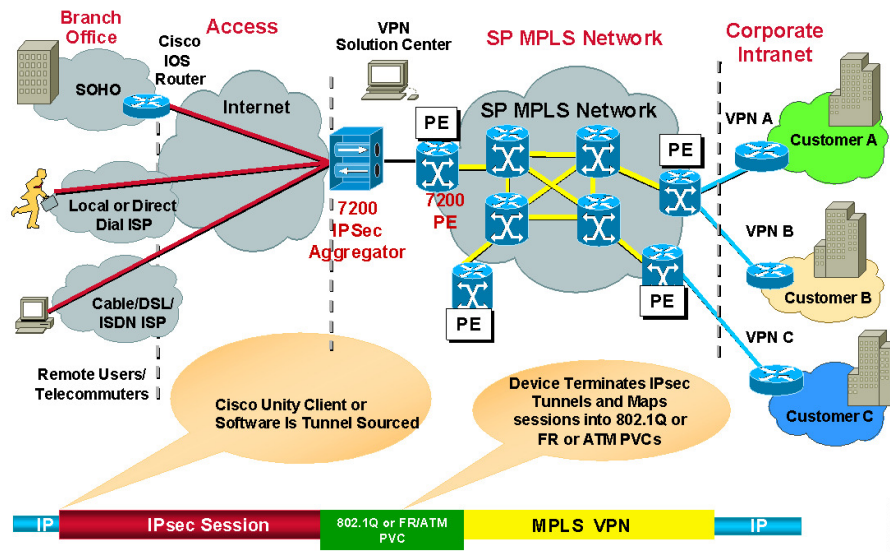 Branch
Office
Access
Cisco
IOS
Router
VPN
Solution Center
SP MPLS Network
Corporate
Intranet
SOHO
Internet
SP MPLS Network
PE
VPN A
Customer A
PE
Local or Direct
Dial ISP
7200
IPSec
Aggregator
7200
PE
VPN B
Customer B
Cable/DSL/
ISDN ISP
PE
PE
VPN C
Customer C
Remote Users/
Telecommuters
Cisco Unity Client or
Software Is Tunnel Sourced
Device Terminates IPsec
Tunnels and Maps
sessions into 802.1Q or
FR or ATM PVCs
IP
IPsec Session
802.1Q or FR/ATM
PVC
MPLS VPN
IP